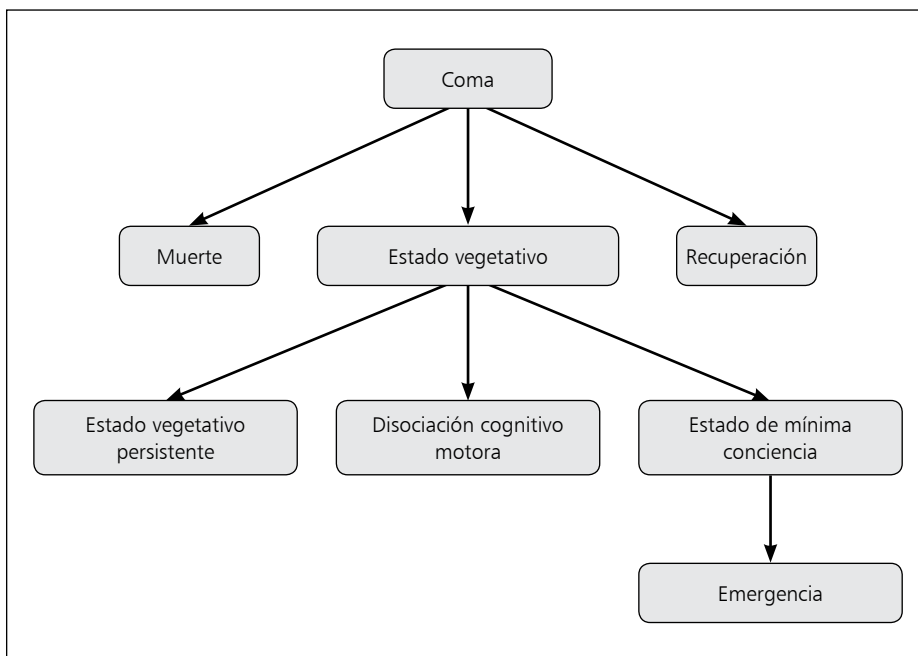 Coma
Muerte
Estado vegetativo
Recuperación
Estado vegetativo
persistente
Disociación cognitivo
motora
Estado de mínima
conciencia
Emergencia